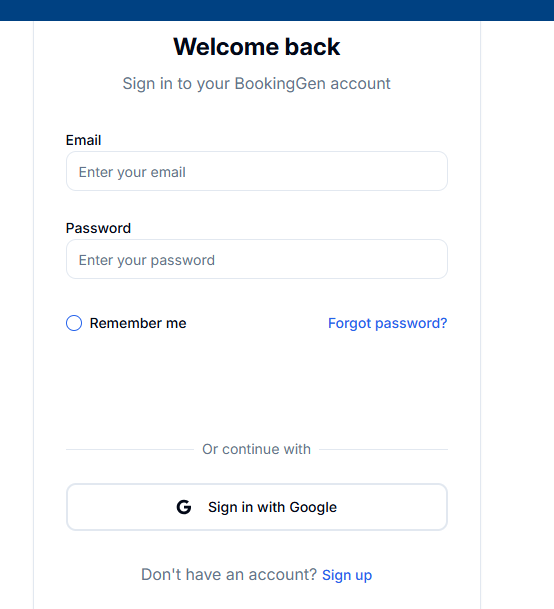 Welcome back
Sign in to your BookingGen account
Email
Enter your email
Password
Enter your password
Remember me Forgot password?
Or continue with
Sign in with Google
Don't have an account? Sign up